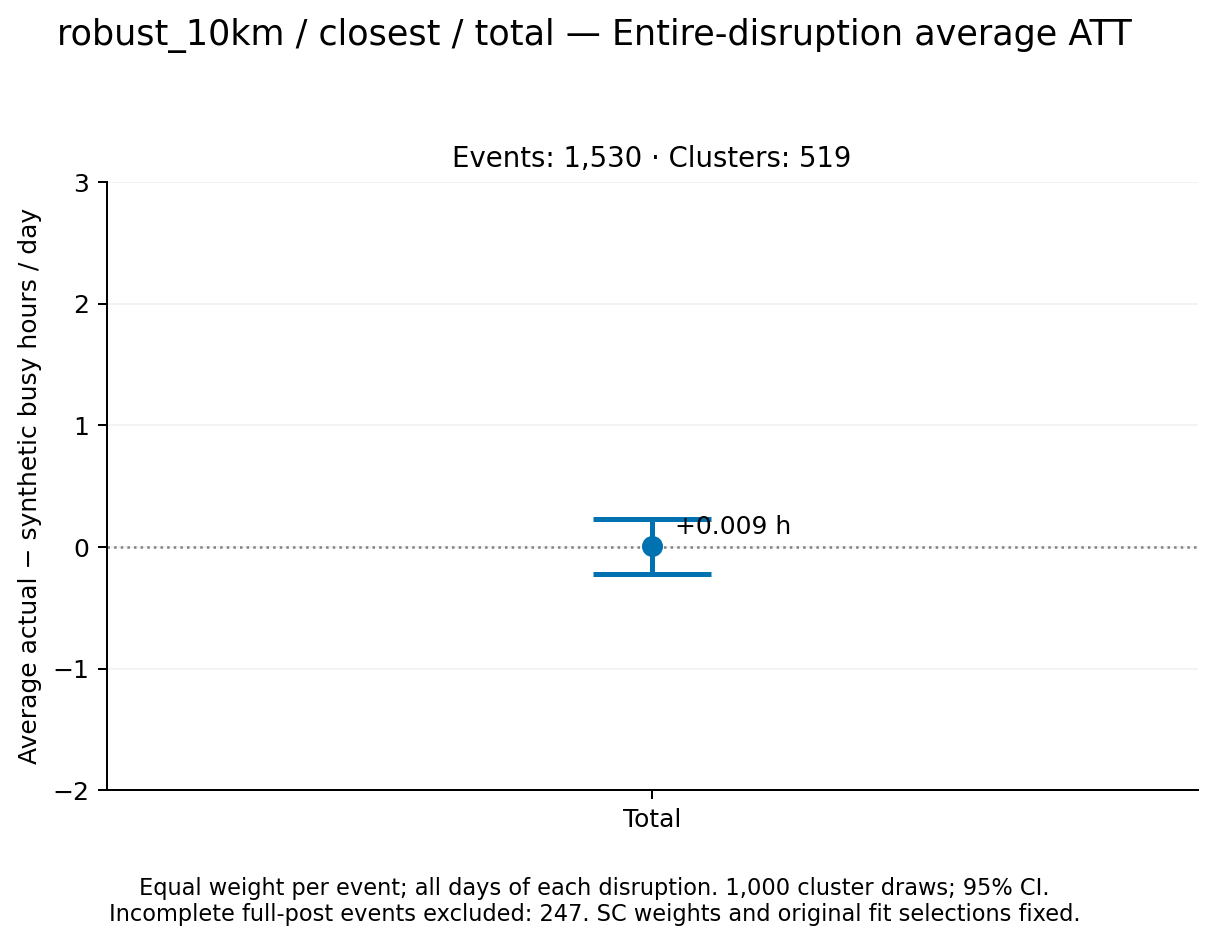 robust_10km / closest / total — Entire-disruption average ATT
Events: 1,530 · Clusters: 519
Average actual − synthetic busy hours / day
3
2
1
0
−1
−2
+0.009 h
Total
Equal weight per event; all days of each disruption. 1,000 cluster draws; 95% CI.
Incomplete full-post events excluded: 247. SC weights and original fit selections fixed.